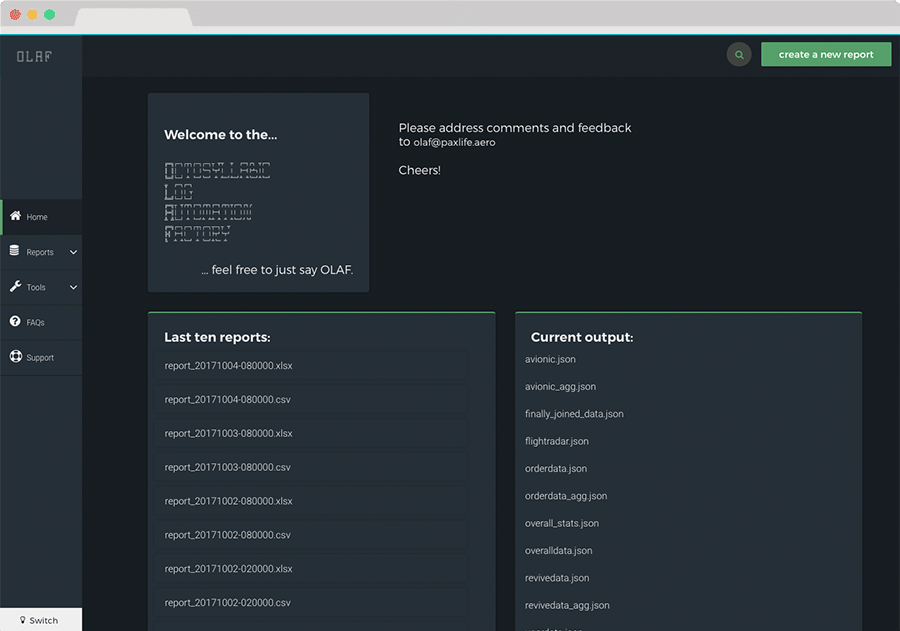 OLAF
create a new report
Home
Reports
Tools
FAQs
Support
Switch
Welcome to the...
OCTOSYLLABIC
LOG
AUTOMATION
FACTORY
... feel free to just say OLAF.
Please address comments and feedback
to olaf@paxlife.aero
Cheers!
Last ten reports:
report_20171004-080000.xlsx
report_20171004-080000.csv
report_20171003-080000.xlsx
report_20171003-080000.csv
report_20171002-080000.xlsx
report_20171002-080000.csv
report_20171002-020000.xlsx
report_20171002-020000.csv
Current output:
avionic.json
avionic_agg.json
finally_joined_data.json
flightradar.json
orderdata.json
orderdata_agg.json
overall_stats.json
overalldata.json
revivedata.json
revivedata_agg.json